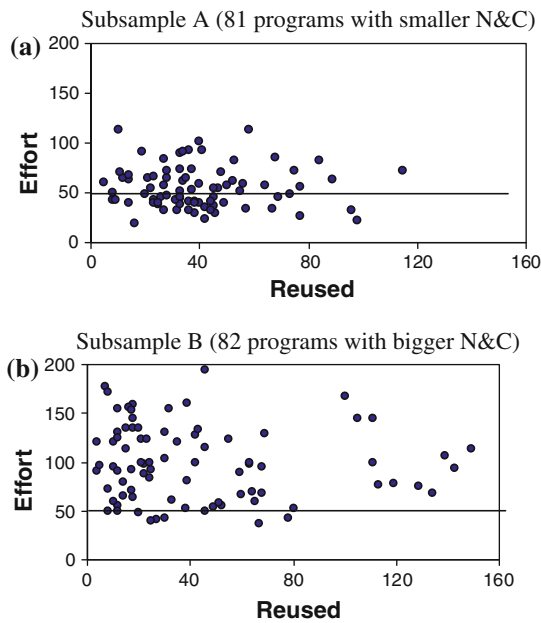 Subsample A (81 programs with smaller N&C)
(a)
200
150
100
50
0
Effort
0 40 80 120 160
Reused
Subsample B (82 programs with bigger N&C)
(b)
200
150
100
50
0
Effort
0 40 80 120 160
Reused